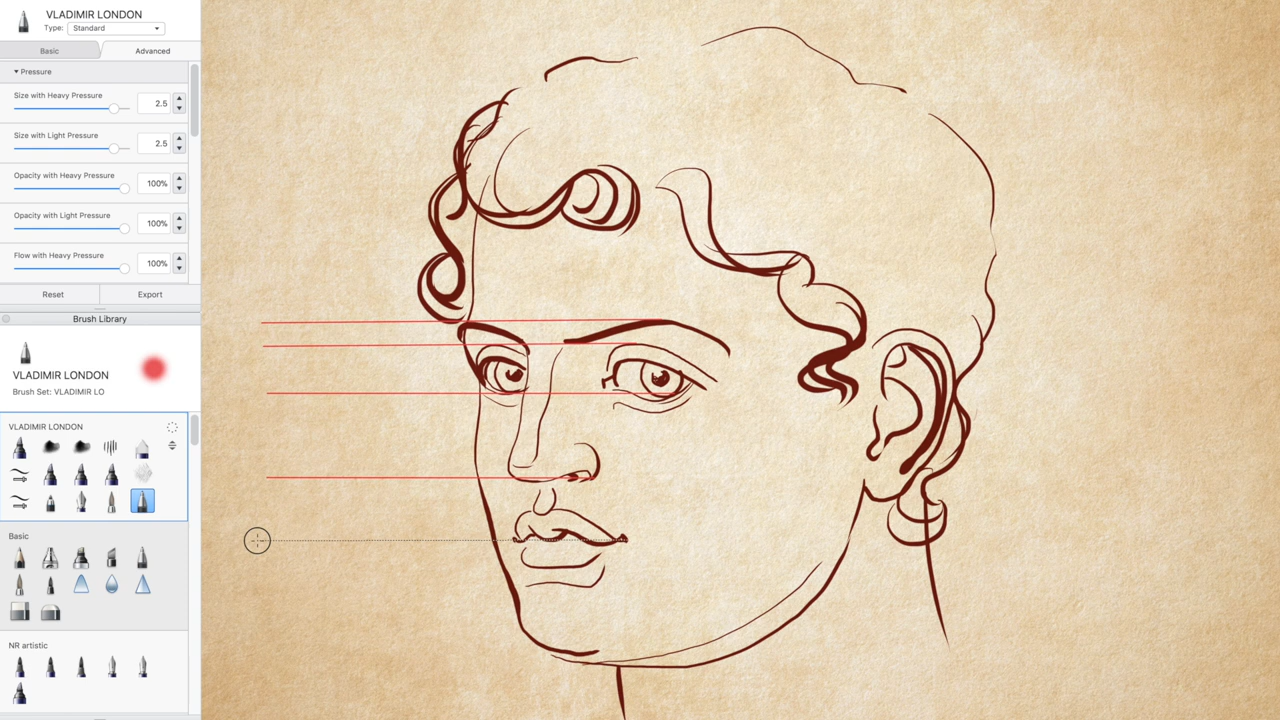 VLADIMIR LONDON
Type: Standard
Basic Advanced
Pressure
Size with Heavy Pressure 2.5
Size with Light Pressure 2.5
Opacity with Heavy Pressure 100%
Opacity with Light Pressure 100%
Flow with Heavy Pressure 100%
Reset Export
Brush Library
VLADIMIR LONDON
Brush Set: VLADIMIR LO
VLADIMIR LONDON
Basic
NR artistic